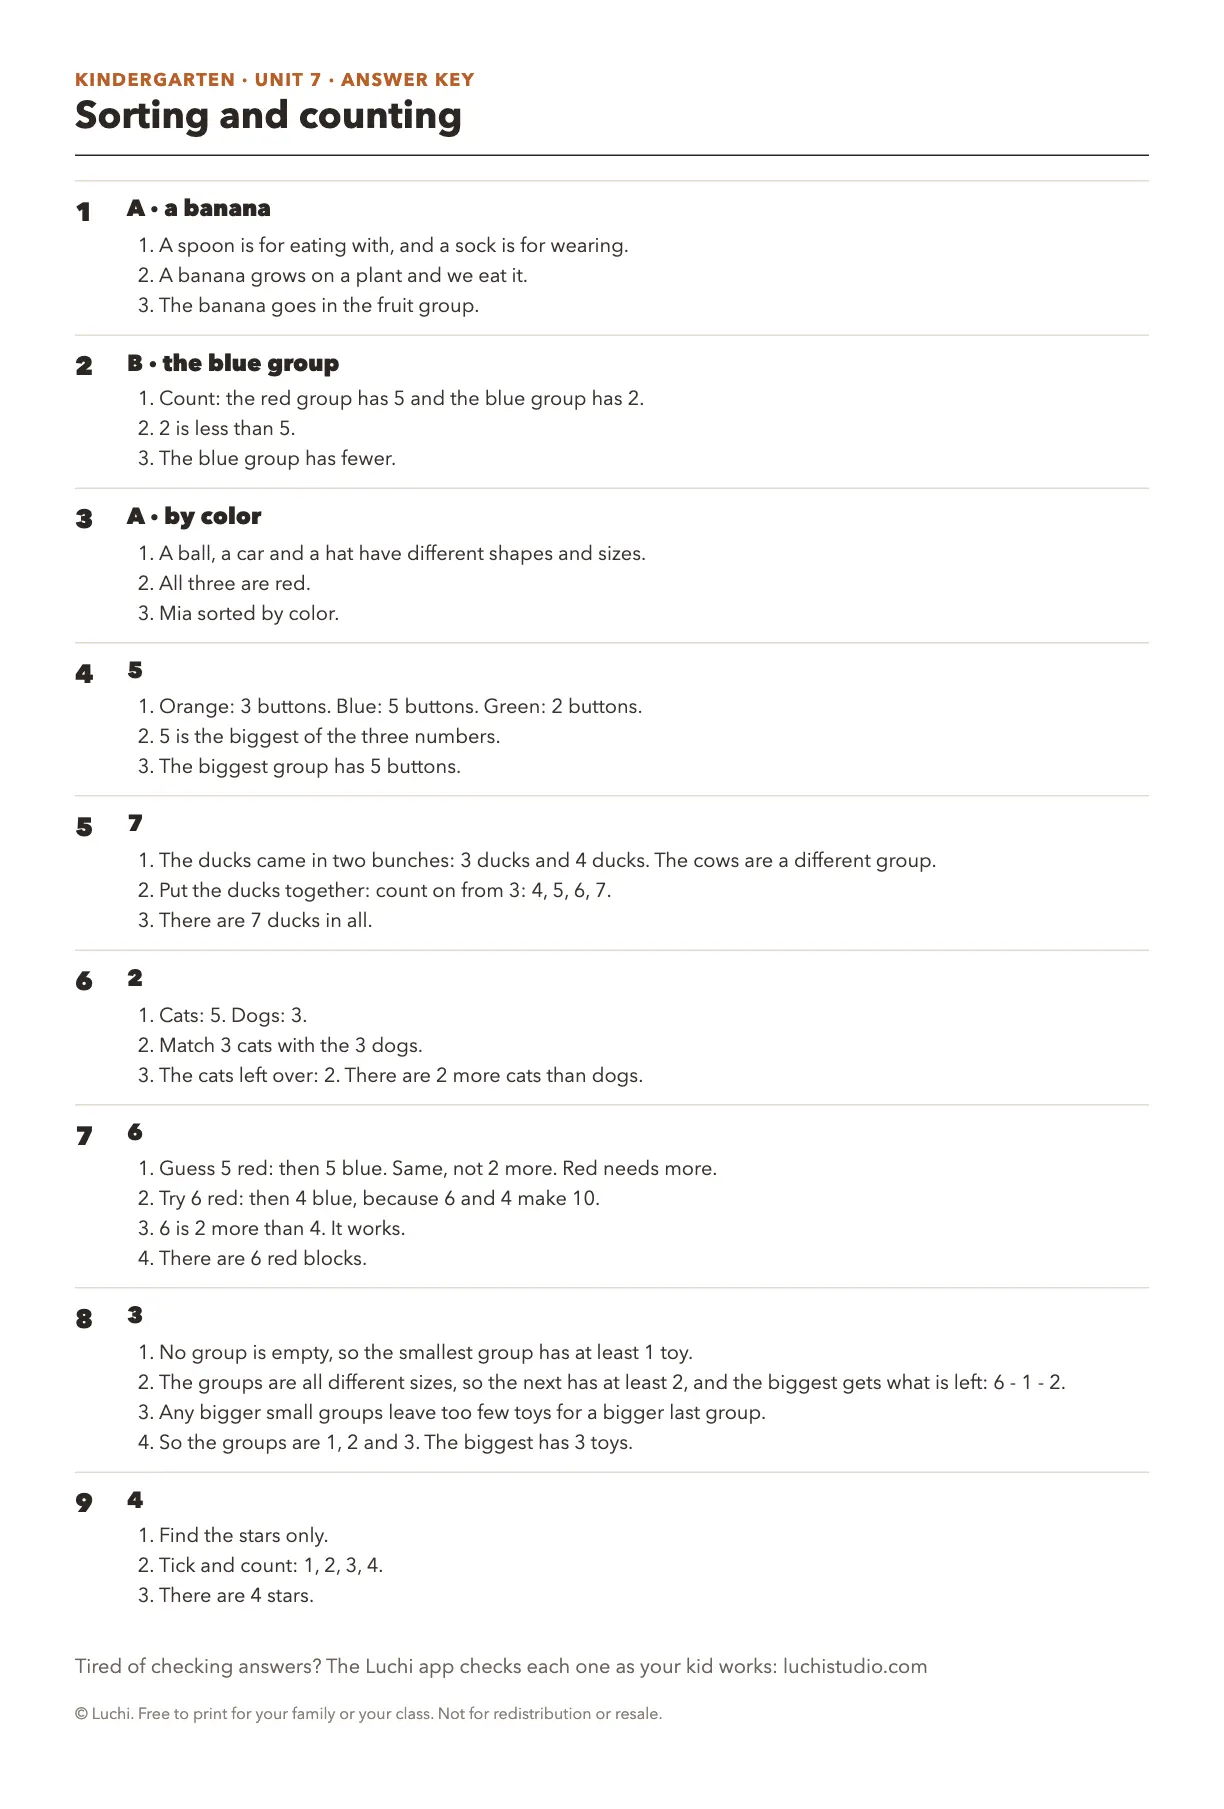 KINDERGARTEN · UNIT 7 · ANSWER KEY
Sorting and counting
1 A · a banana
1. A spoon is for eating with, and a sock is for wearing.
2. A banana grows on a plant and we eat it.
3. The banana goes in the fruit group.
2 B · the blue group
1. Count: the red group has 5 and the blue group has 2.
2. 2 is less than 5.
3. The blue group has fewer.
3 A · by color
1. A ball, a car and a hat have different shapes and sizes.
2. All three are red.
3. Mia sorted by color.
4 5
1. Orange: 3 buttons. Blue: 5 buttons. Green: 2 buttons.
2. 5 is the biggest of the three numbers.
3. The biggest group has 5 buttons.
5 7
1. The ducks came in two bunches: 3 ducks and 4 ducks. The cows are a different group.
2. Put the ducks together: count on from 3: 4, 5, 6, 7.
3. There are 7 ducks in all.
6 2
1. Cats: 5. Dogs: 3.
2. Match 3 cats with the 3 dogs.
3. The cats left over: 2. There are 2 more cats than dogs.
7 6
1. Guess 5 red: then 5 blue. Same, not 2 more. Red needs more.
2. Try 6 red: then 4 blue, because 6 and 4 make 10.
3. 6 is 2 more than 4. It works.
4. There are 6 red blocks.
8 3
1. No group is empty, so the smallest group has at least 1 toy.
2. The groups are all different sizes, so the next has at least 2, and the biggest gets what is left: 6 - 1 - 2.
3. Any bigger small groups leave too few toys for a bigger last group.
4. So the groups are 1, 2 and 3. The biggest has 3 toys.
9 4
1. Find the stars only.
2. Tick and count: 1, 2, 3, 4.
3. There are 4 stars.
Tired of checking answers? The Luchi app checks each one as your kid works: luchistudio.com
© Luchi. Free to print for your family or your class. Not for redistribution or resale.